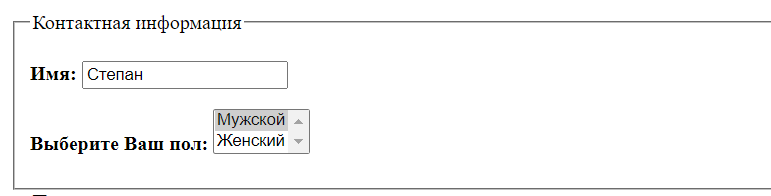 Контактная информация
Имя: Степан
Мужской
Женский
Выберите Ваш пол: